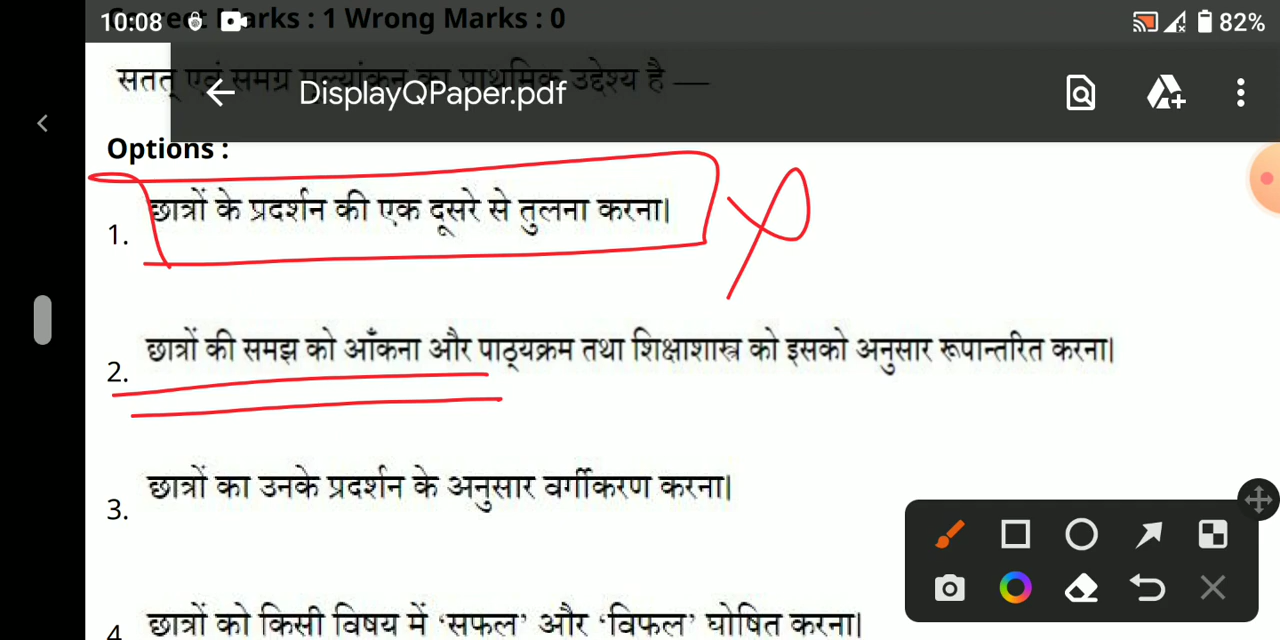 10:08 82%
Correct Marks : 1 Wrong Marks : 0
DisplayQPaper.pdf
सतत् एवं समग्र मूल्यांकन का प्राथमिक उद्देश्य है —
Options :
1. छात्रों के प्रदर्शन की एक दूसरे से तुलना करना।
2. छात्रों की समझ को आँकना और पाठ्यक्रम तथा शिक्षाशास्त्र को इसको अनुसार रूपान्तरित करना।
3. छात्रों का उनके प्रदर्शन के अनुसार वर्गीकरण करना।
4. छात्रों को किसी विषय में ‘सफल’ और ‘विफल’ घोषित करना।